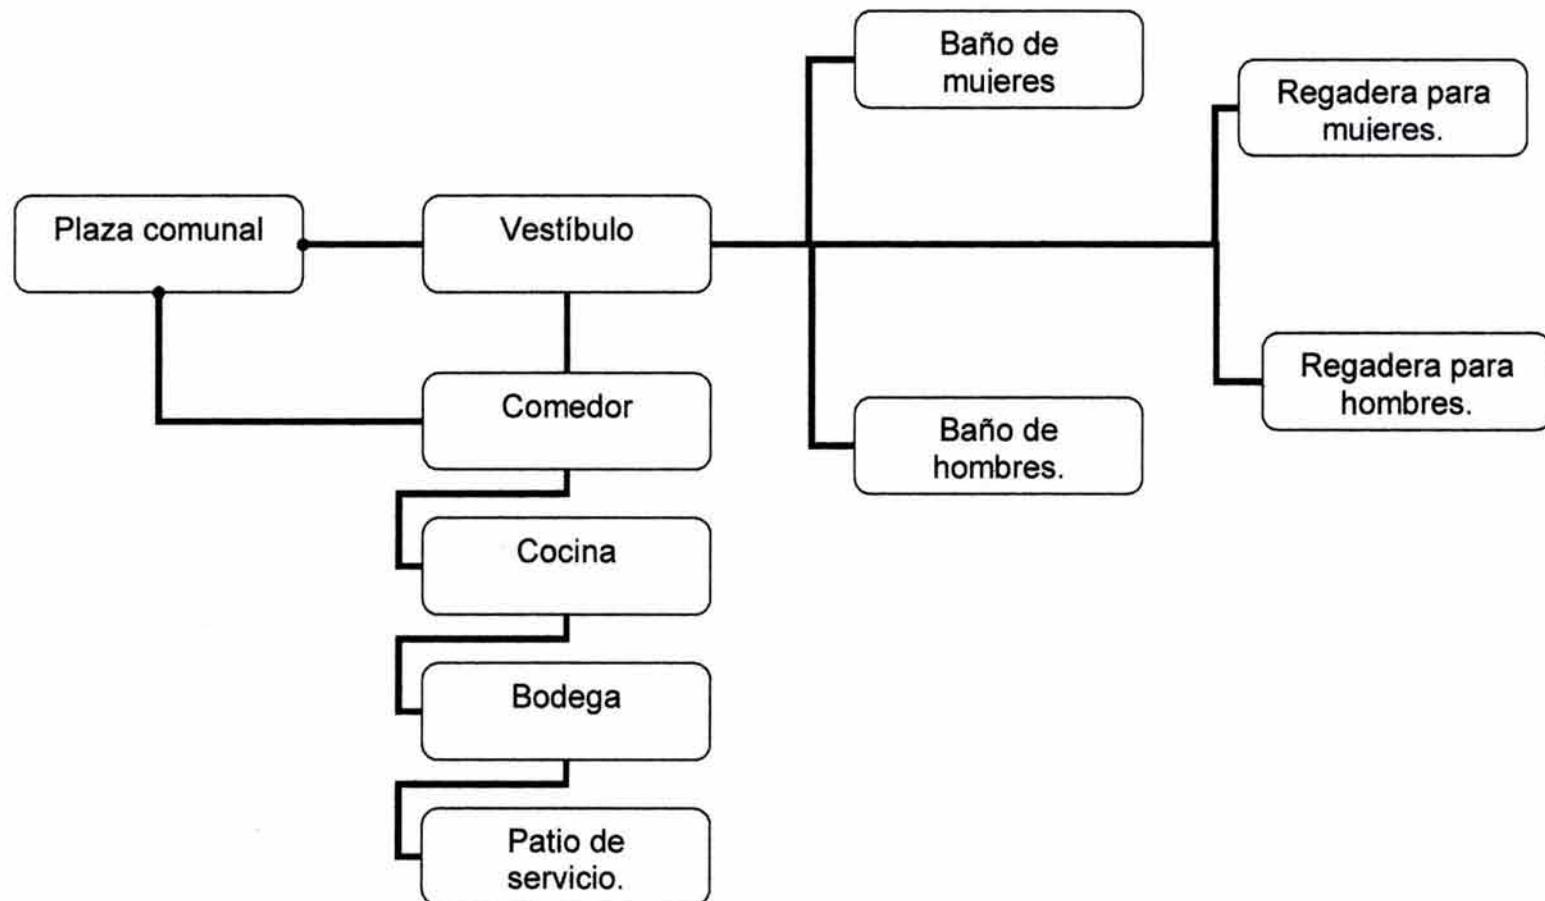 Baño de
mujeres
Regadera para
mujeres.
Plaza comunal
Vestíbulo
Comedor
Regadera para
hombres.
Baño de
hombres.
Cocina
Bodega
Patio de
servicio.